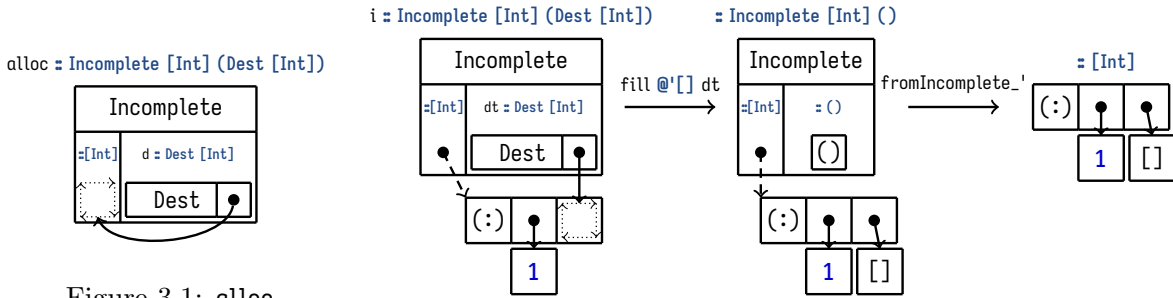 alloc :: Incomplete [Int] (Dest [Int])
Incomplete
::[Int] d :: Dest [Int]
Dest
i :: Incomplete [Int] (Dest [Int])
Incomplete
::[Int] dt :: Dest [Int]
Dest
(:)
1
fill @'[] dt
:: Incomplete [Int] ()
Incomplete
::[Int] :: ()
()
(:)
1 []
fromIncomplete_'
:: [Int]
(:)
1 []
Figure 3.1: alloc